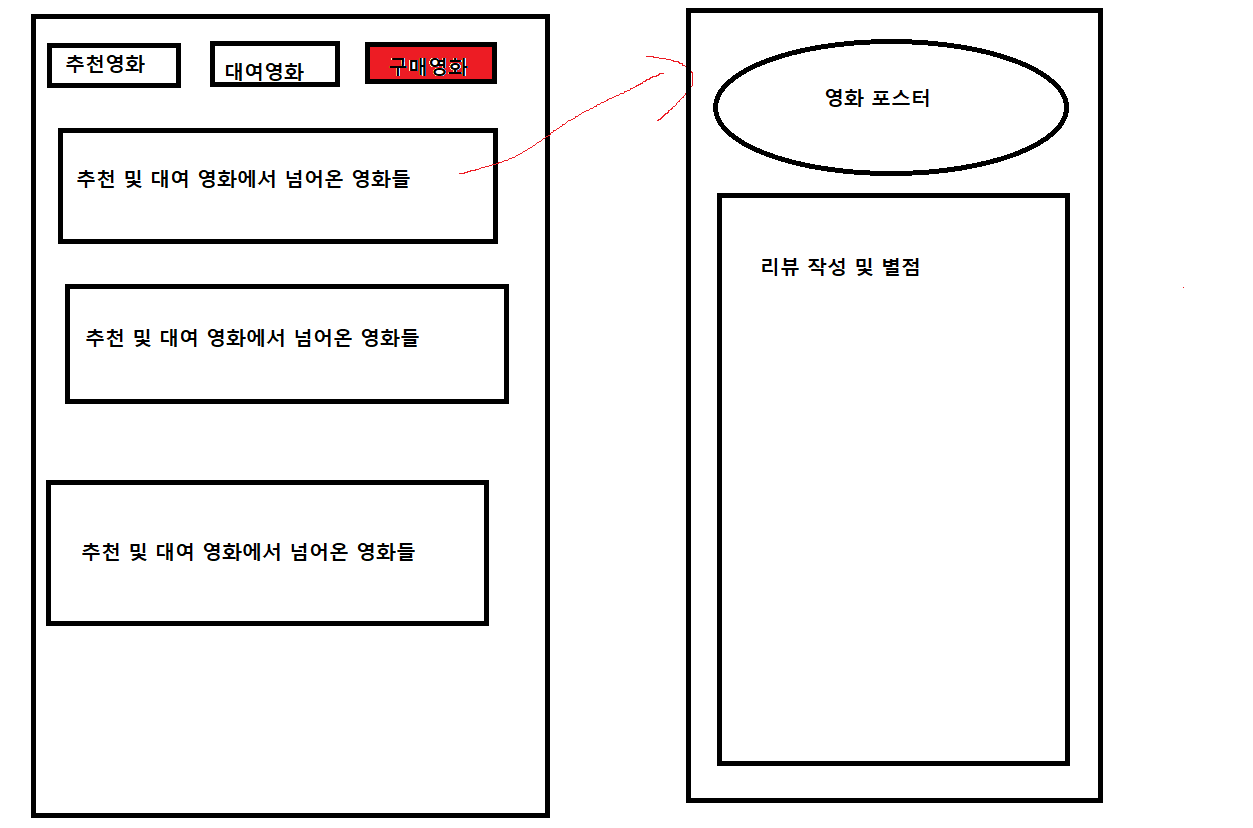 추천영화
대여영화
구매영화
추천 및 대여 영화에서 넘어온 영화들
추천 및 대여 영화에서 넘어온 영화들
추천 및 대여 영화에서 넘어온 영화들
영화 포스터
리뷰 작성 및 별점